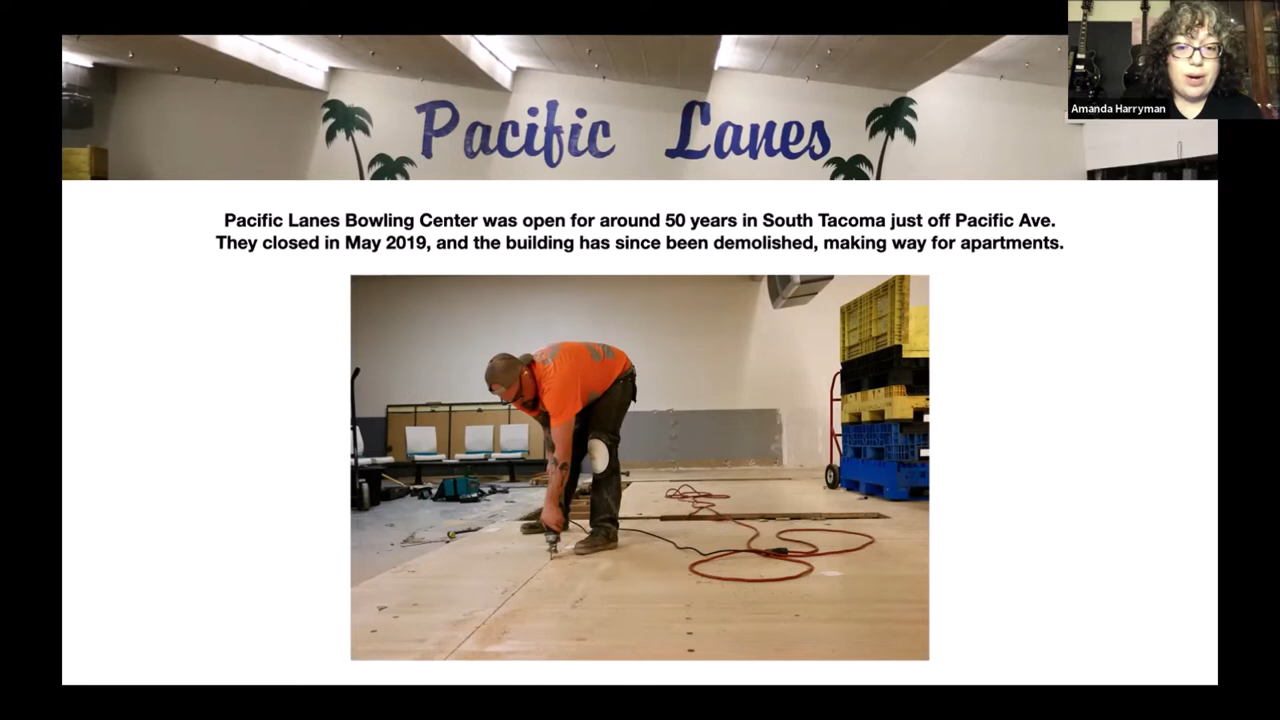 Amanda Harryman
Pacific Lanes
Pacific Lanes Bowling Center was open for around 50 years in South Tacoma just off Pacific Ave.
They closed in May 2019, and the building has since been demolished, making way for apartments.